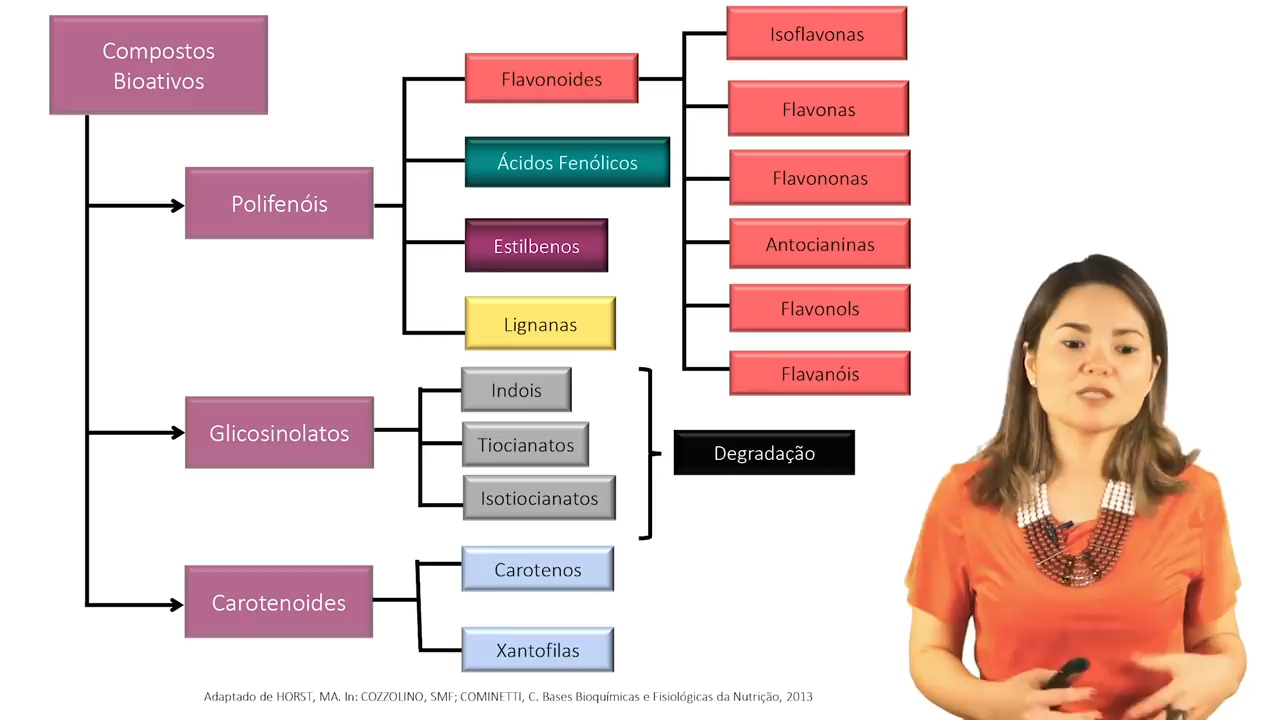 Compostos
Bioativos
Polifenóis
Flavonoides
Ácidos Fenólicos
Estilbenos
Lignanas
Isoflavonas
Flavonas
Flavononas
Antocianinas
Flavonols
Flavanóis
Glicosinolatos
Indois
Tiocianatos
Isotiocianatos
Degradação
Carotenoides
Carotenos
Xantofilas
Adaptado de HORST, MA. In: COZZOLINO, SMF; COMINETTI, C. Bases Bioquímicas e Fisiológicas da Nutrição, 2013